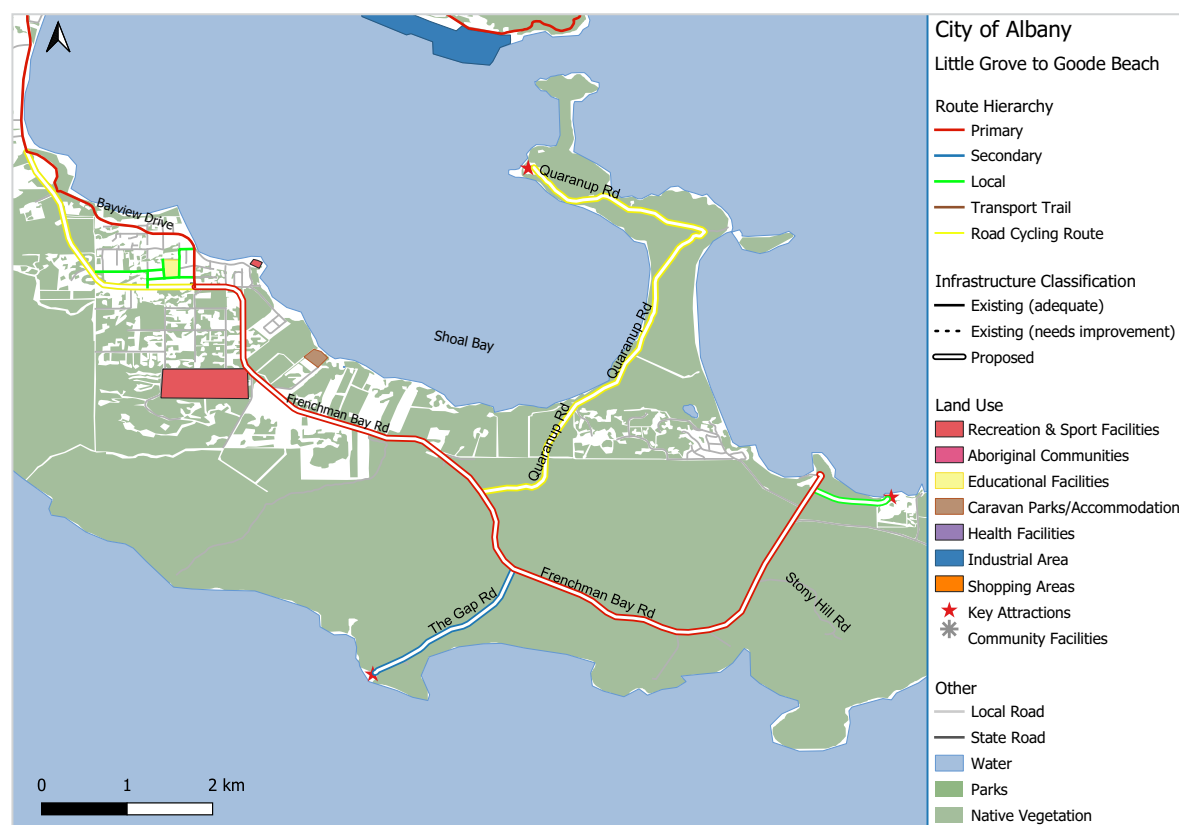 City of Albany
Little Grove to Goode Beach
Route Hierarchy
Primary
Secondary
Local
Transport Trail
Road Cycling Route
Infrastructure Classification
Existing (adequate)
Existing (needs improvement)
Proposed
Land Use
Recreation & Sport Facilities
Aboriginal Communities
Educational Facilities
Caravan Parks/Accommodation
Health Facilities
Industrial Area
Shopping Areas
Key Attractions
Community Facilities
Other
Local Road
State Road
Water
Parks
Native Vegetation
Quaranup Rd
Bayview Drive
Quaranup Rd
Shoal Bay
Frenchman Bay Rd
Quaranup Rd
Frenchman Bay Rd
Stony Hill Rd
The Gap Rd
0 1 2 km